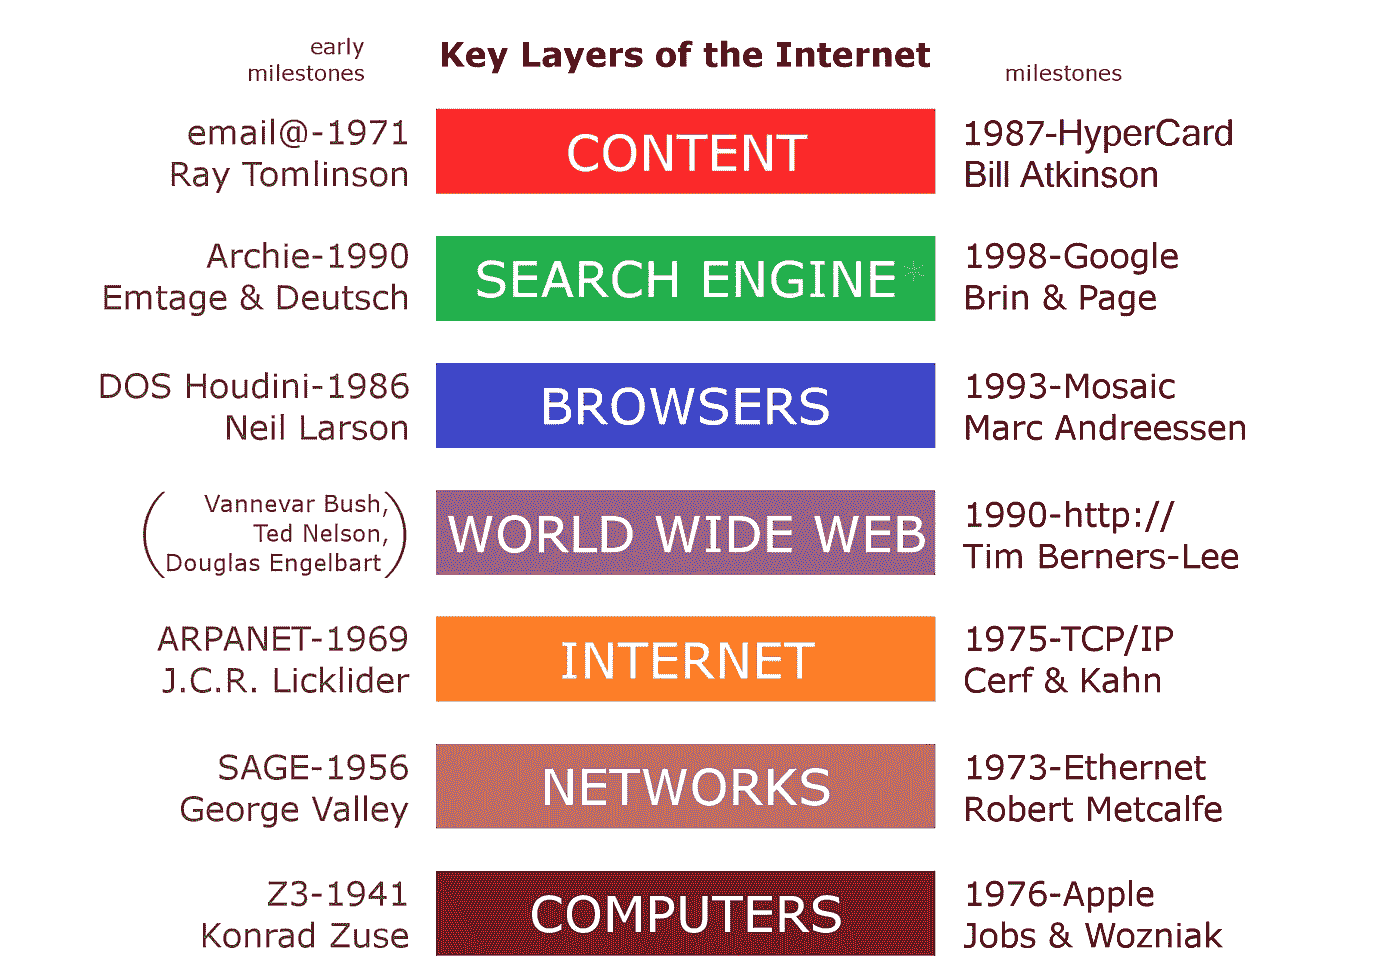 early
milestones
Key Layers of the Internet
milestones
email@-1971
Ray Tomlinson
CONTENT
1987-HyperCard
Bill Atkinson
Archie-1990
Emtage & Deutsch
SEARCH ENGINE*
1998-Google
Brin & Page
DOS Houdini-1986
Neil Larson
BROWSERS
1993-Mosaic
Marc Andreessen
(Vannevar Bush,
Ted Nelson,
Douglas Engelbart)
WORLD WIDE WEB
1990-http://
Tim Berners-Lee
ARPANET-1969
J.C.R. Licklider
INTERNET
1975-TCP/IP
Cerf & Kahn
SAGE-1956
George Valley
NETWORKS
1973-Ethernet
Robert Metcalfe
Z3-1941
Konrad Zuse
COMPUTERS
1976-Apple
Jobs & Wozniak